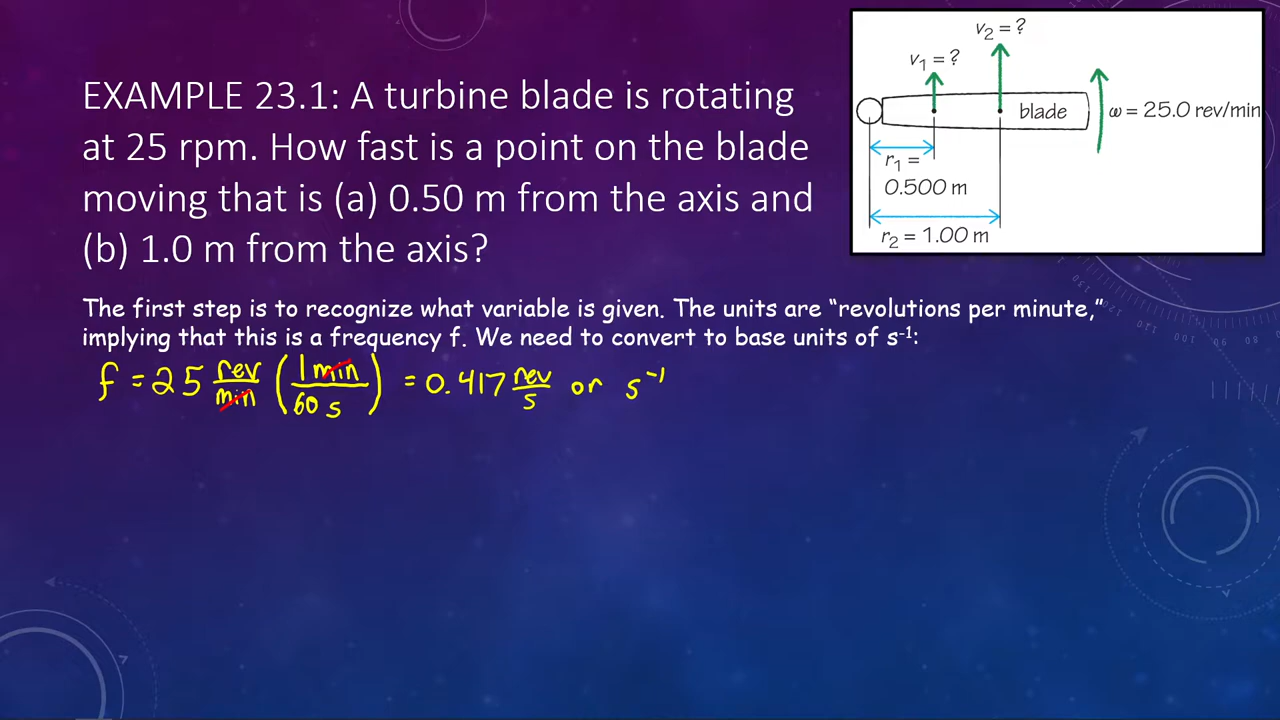 EXAMPLE 23.1: A turbine blade is rotating
at 25 rpm. How fast is a point on the blade
moving that is (a) 0.50 m from the axis and
(b) 1.0 m from the axis?
v₂ = ?
v₁ = ?
blade
ω = 25.0 rev/min
r₁ =
0.500 m
r₂ = 1.00 m
The first step is to recognize what variable is given. The units are “revolutions per minute,”
implying that this is a frequency f. We need to convert to base units of s⁻¹:
f = 25 rev/min (1 min/60 s) = 0.417 rev/s or s⁻¹